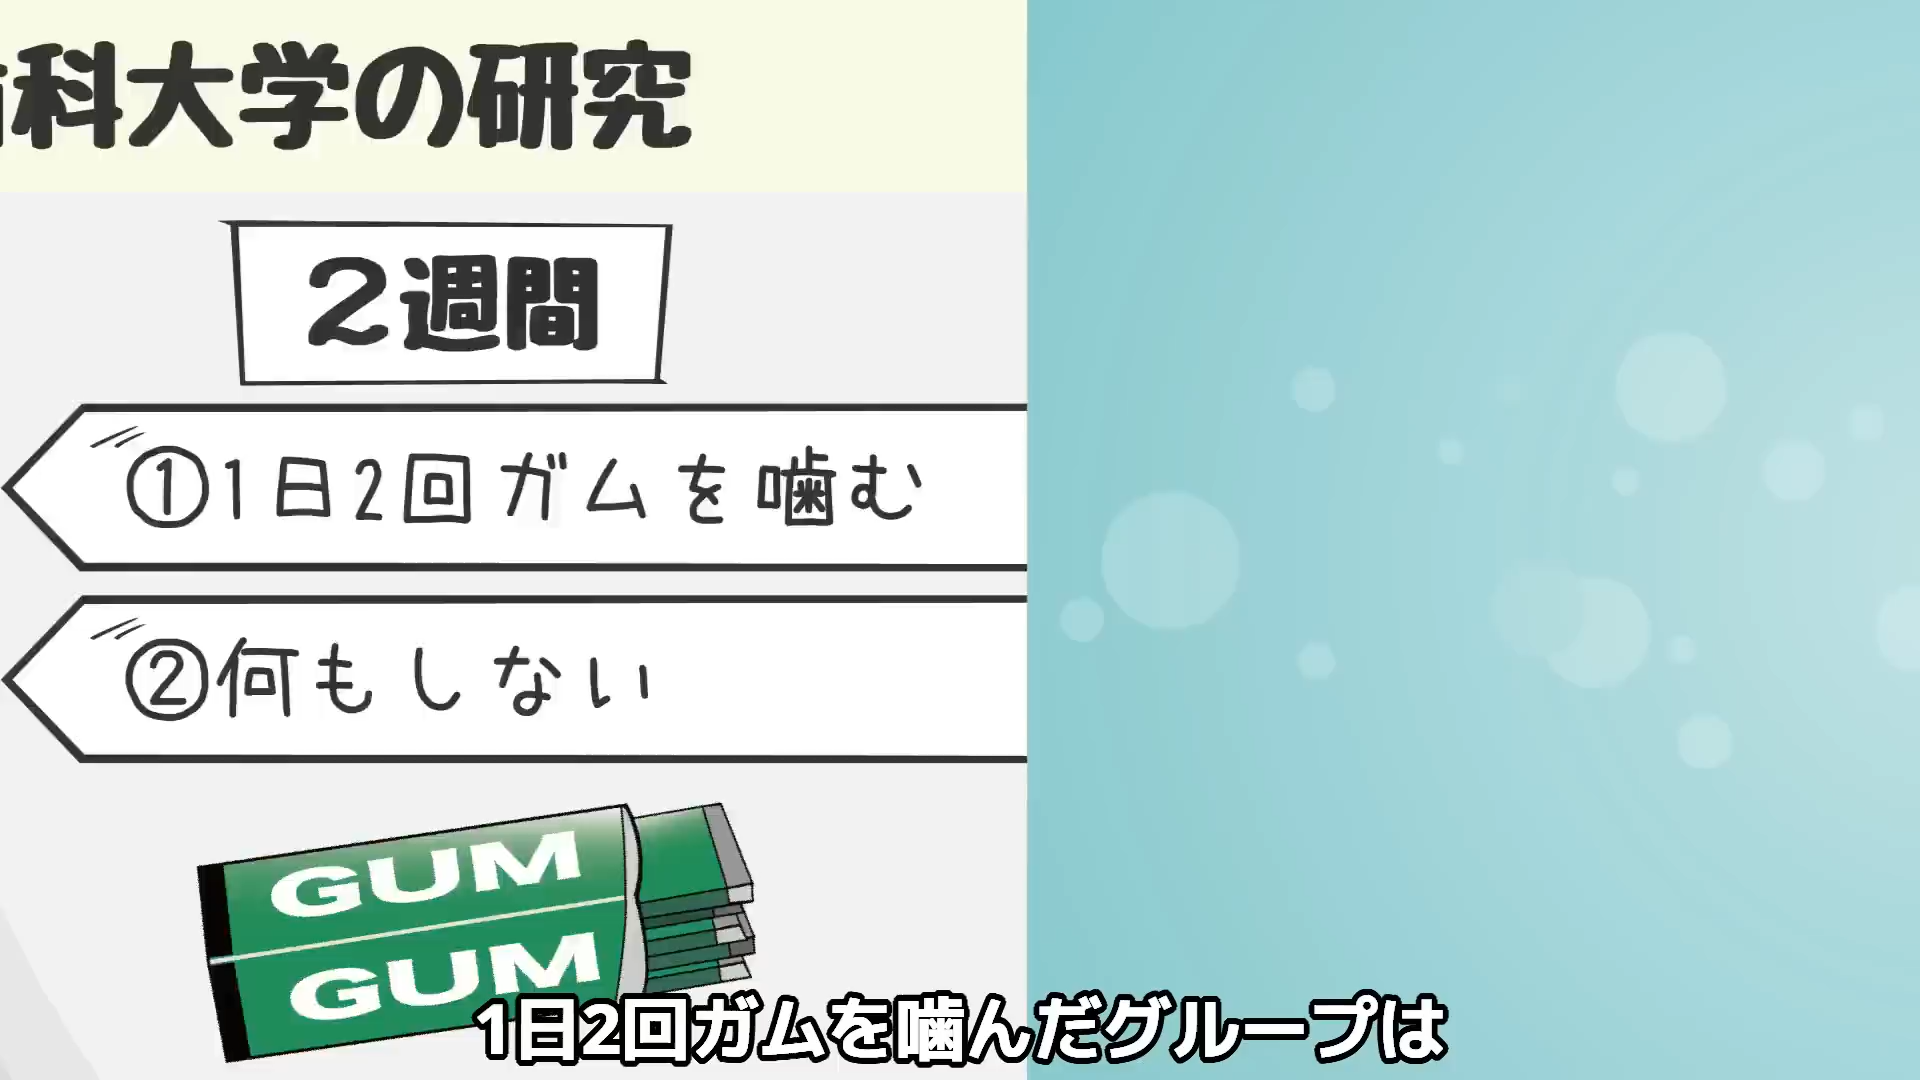 科大学の研究
2週間
①1日2回ガムを噛む
②何もしない
GUM
GUM
1日2回ガムを噛んだグループは